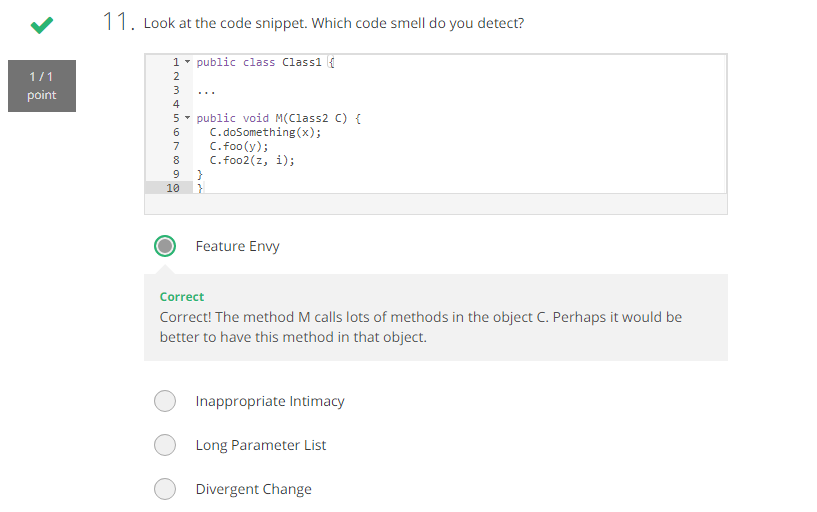 11. Look at the code snippet. Which code smell do you detect?
1 / 1
point
1 public class Class1 {
2
3 ...
4
5 public void M(Class2 C) {
6 C.doSomething(x);
7 C.foo(y);
8 C.foo2(z, i);
9 }
10 }
Feature Envy
Correct
Correct! The method M calls lots of methods in the object C. Perhaps it would be
better to have this method in that object.
Inappropriate Intimacy
Long Parameter List
Divergent Change